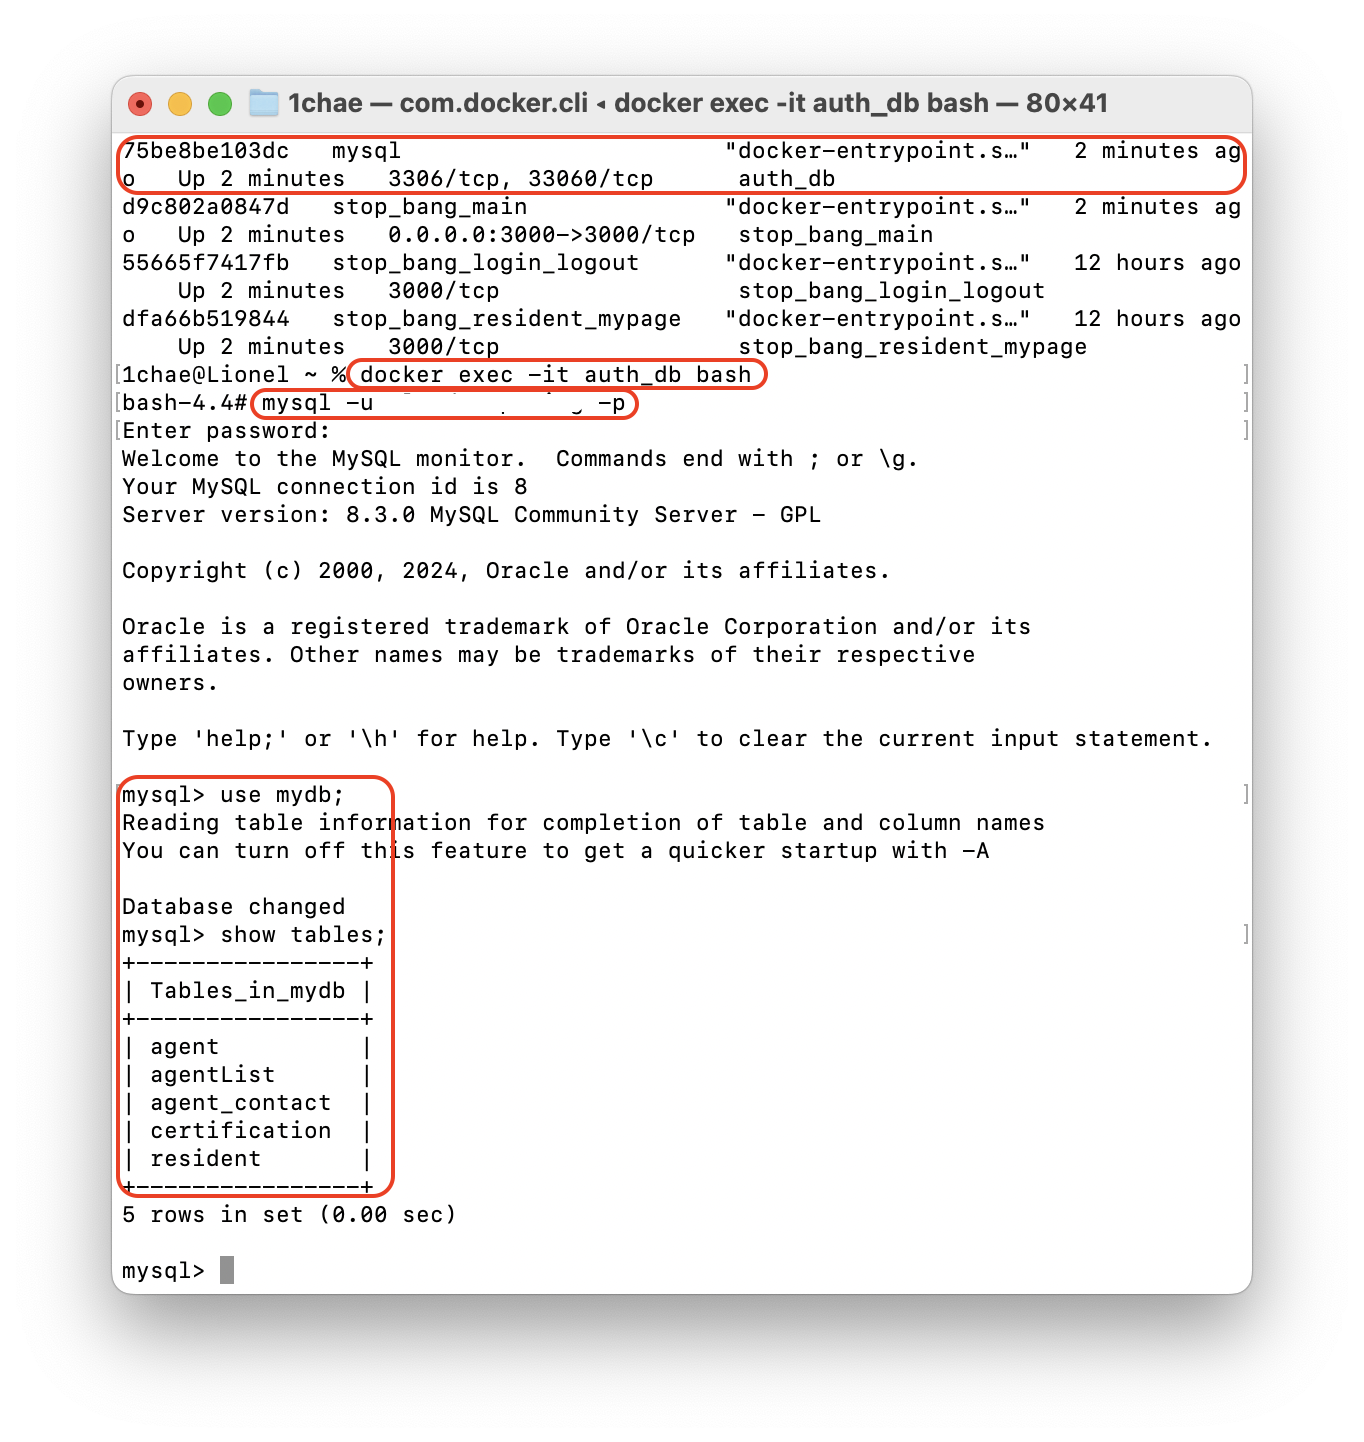 1chae — com.docker.cli ◂ docker exec -it auth_db bash — 80×41
75be8be103dc   mysql                       "docker-entrypoint.s…"   2 minutes ag
o   Up 2 minutes   3306/tcp, 33060/tcp      auth_db
d9c802a0847d   stop_bang_main              "docker-entrypoint.s…"   2 minutes ag
o   Up 2 minutes   0.0.0.0:3000->3000/tcp   stop_bang_main
55665f7417fb   stop_bang_login_logout      "docker-entrypoint.s…"   12 hours ago
    Up 2 minutes   3000/tcp                 stop_bang_login_logout
dfa66b519844   stop_bang_resident_mypage   "docker-entrypoint.s…"   12 hours ago
    Up 2 minutes   3000/tcp                 stop_bang_resident_mypage
[1chae@Lionel ~ % docker exec -it auth_db bash ]
[bash-4.4# mysql -u -p ]
[Enter password: ]
Welcome to the MySQL monitor.  Commands end with ; or \g.
Your MySQL connection id is 8
Server version: 8.3.0 MySQL Community Server - GPL
Copyright (c) 2000, 2024, Oracle and/or its affiliates.
Oracle is a registered trademark of Oracle Corporation and/or its
affiliates. Other names may be trademarks of their respective
owners.
Type 'help;' or '\h' for help. Type '\c' to clear the current input statement.
[mysql> use mydb; ]
Reading table information for completion of table and column names
You can turn off this feature to get a quicker startup with -A
Database changed
mysql> show tables; ]
+----------------+
| Tables_in_mydb |
+----------------+
| agent          |
| agentList      |
| agent_contact  |
| certification  |
| resident       |
+----------------+
5 rows in set (0.00 sec)
mysql>